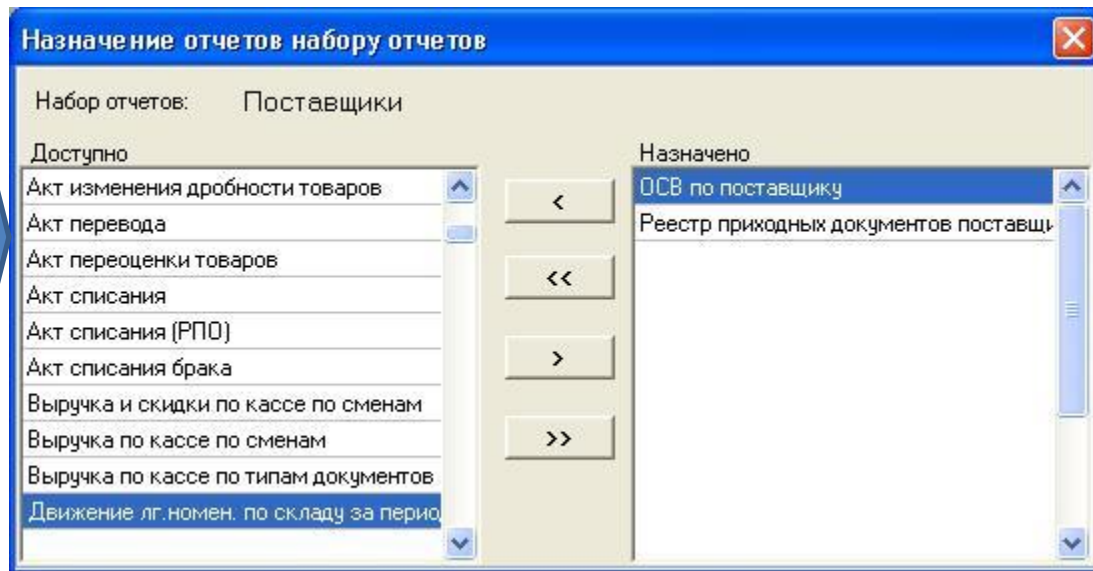 Назначение отчетов набору отчетов
Набор отчетов: Поставщики
Доступно
Акт изменения дробности товаров
Акт перевода
Акт переоценки товаров
Акт списания
Акт списания (РПО)
Акт списания брака
Выручка и скидки по кассе по сменам
Выручка по кассе по сменам
Выручка по кассе по типам документов
Движение лг.номен. по складу за перио
<
<<
>
>>
Назначено
ОСВ по поставщику
Реестр приходных документов поставщи